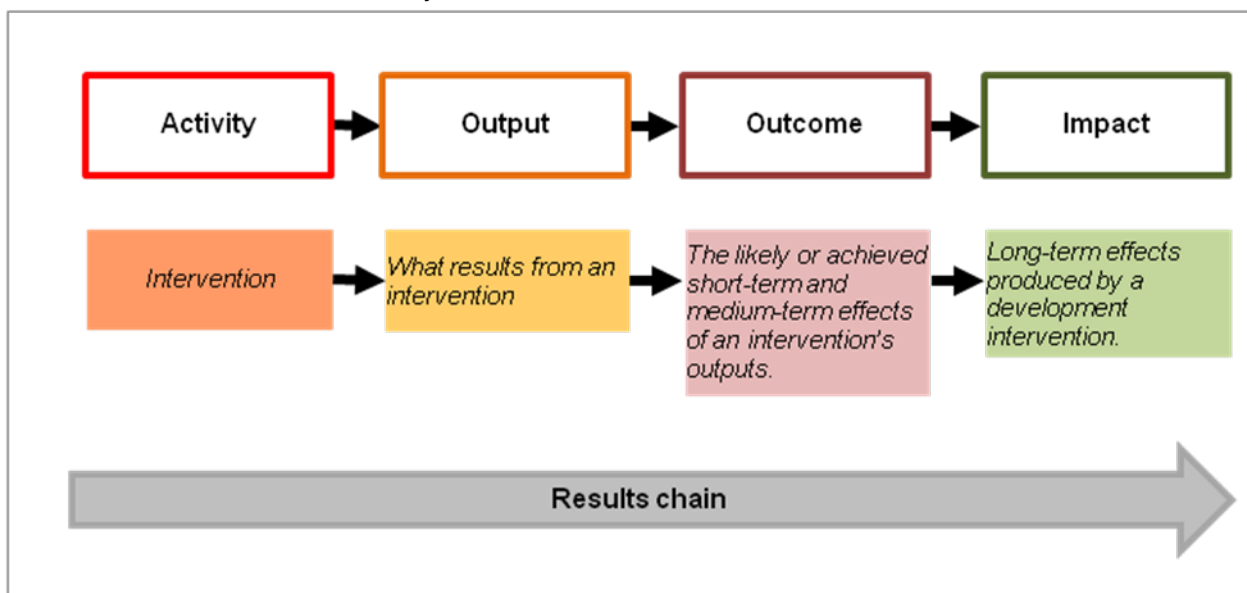 Activity
Output
Outcome
Impact
Intervention
What results from an
intervention
The likely or achieved
short-term and
medium-term effects
of an intervention's
outputs.
Long-term effects
produced by a
development
intervention.
Results chain